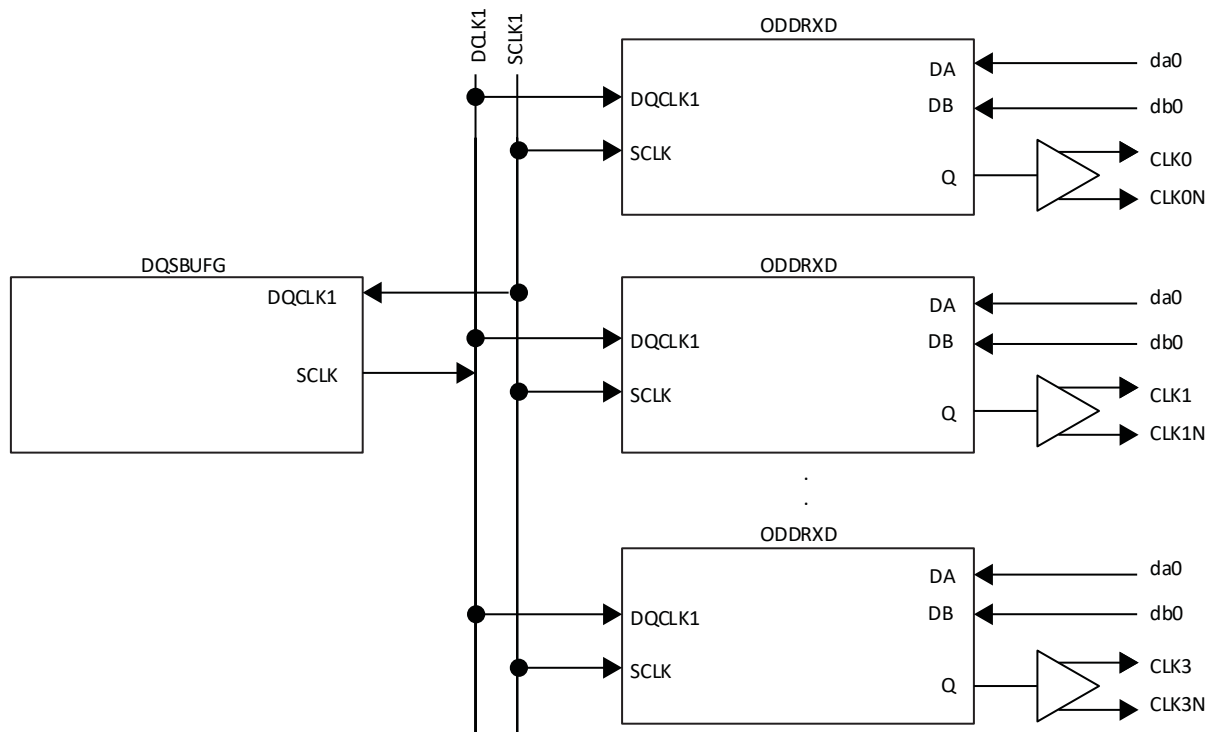 DCLK1
SCLK1
ODDRXD
DQCLK1
SCLK
DA
DB
Q
da0
db0
CLK0
CLK0N
DQSBUFG
DQCLK1
SCLK
ODDRXD
DQCLK1
SCLK
DA
DB
Q
da0
db0
CLK1
CLK1N
.
.
ODDRXD
DQCLK1
SCLK
DA
DB
Q
da0
db0
CLK3
CLK3N